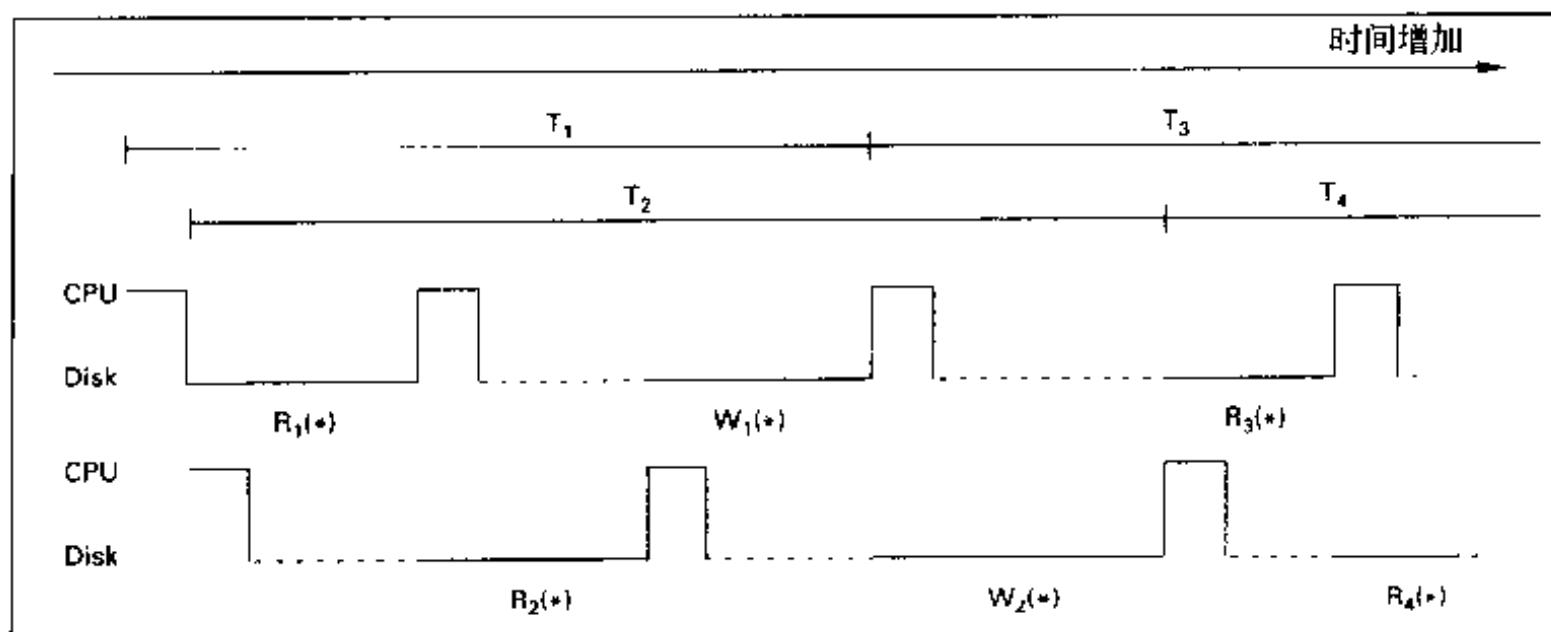 时间增加
T₁ T₃
T₂ T₄
CPU
Disk
R₁(*) W₁(*) R₃(*)
CPU
Disk
R₂(*) W₂(*) R₄(*)